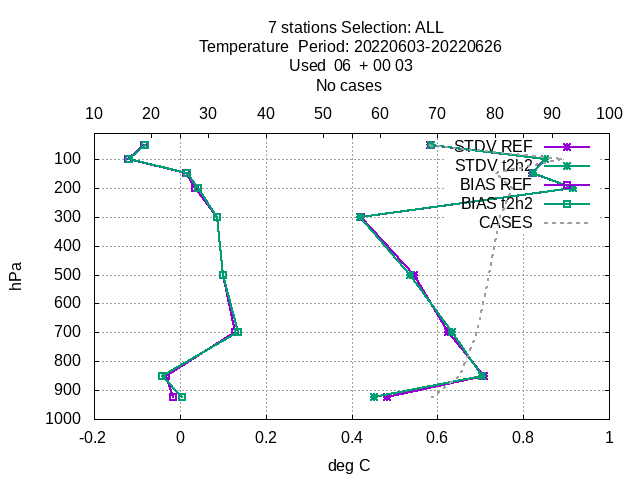 7 stations Selection: ALL
Temperature  Period: 20220603-20220626
Used  06  + 00 03
No cases
10 20 30 40 50 60 70 80 90 100
STDV REF
STDV t2h2
BIAS REF
BIAS t2h2
CASES
hPa
100
200
300
400
500
600
700
800
900
1000
-0.2 0 0.2 0.4 0.6 0.8 1
deg C